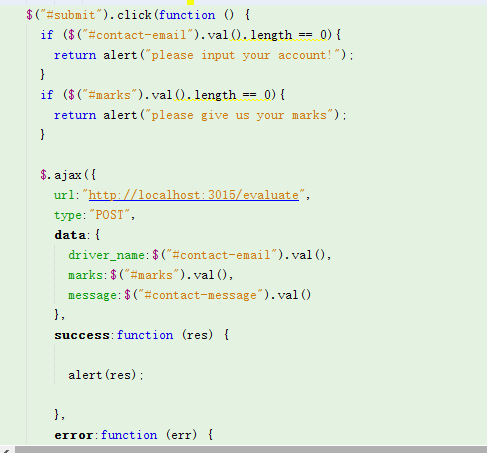 $("#submit").click(function () {
if ($("#contact-email").val().length == 0){
return alert("please input your account!");
}
if ($("#marks").val().length == 0){
return alert("please give us your marks");
}
$.ajax({
url:"http://localhost:3015/evaluate",
type:"POST",
data:{
driver_name:$("#contact-email").val(),
marks:$("#marks").val(),
message:$("#contact-message").val()
},
success:function (res) {
alert(res);
},
error:function (err) {